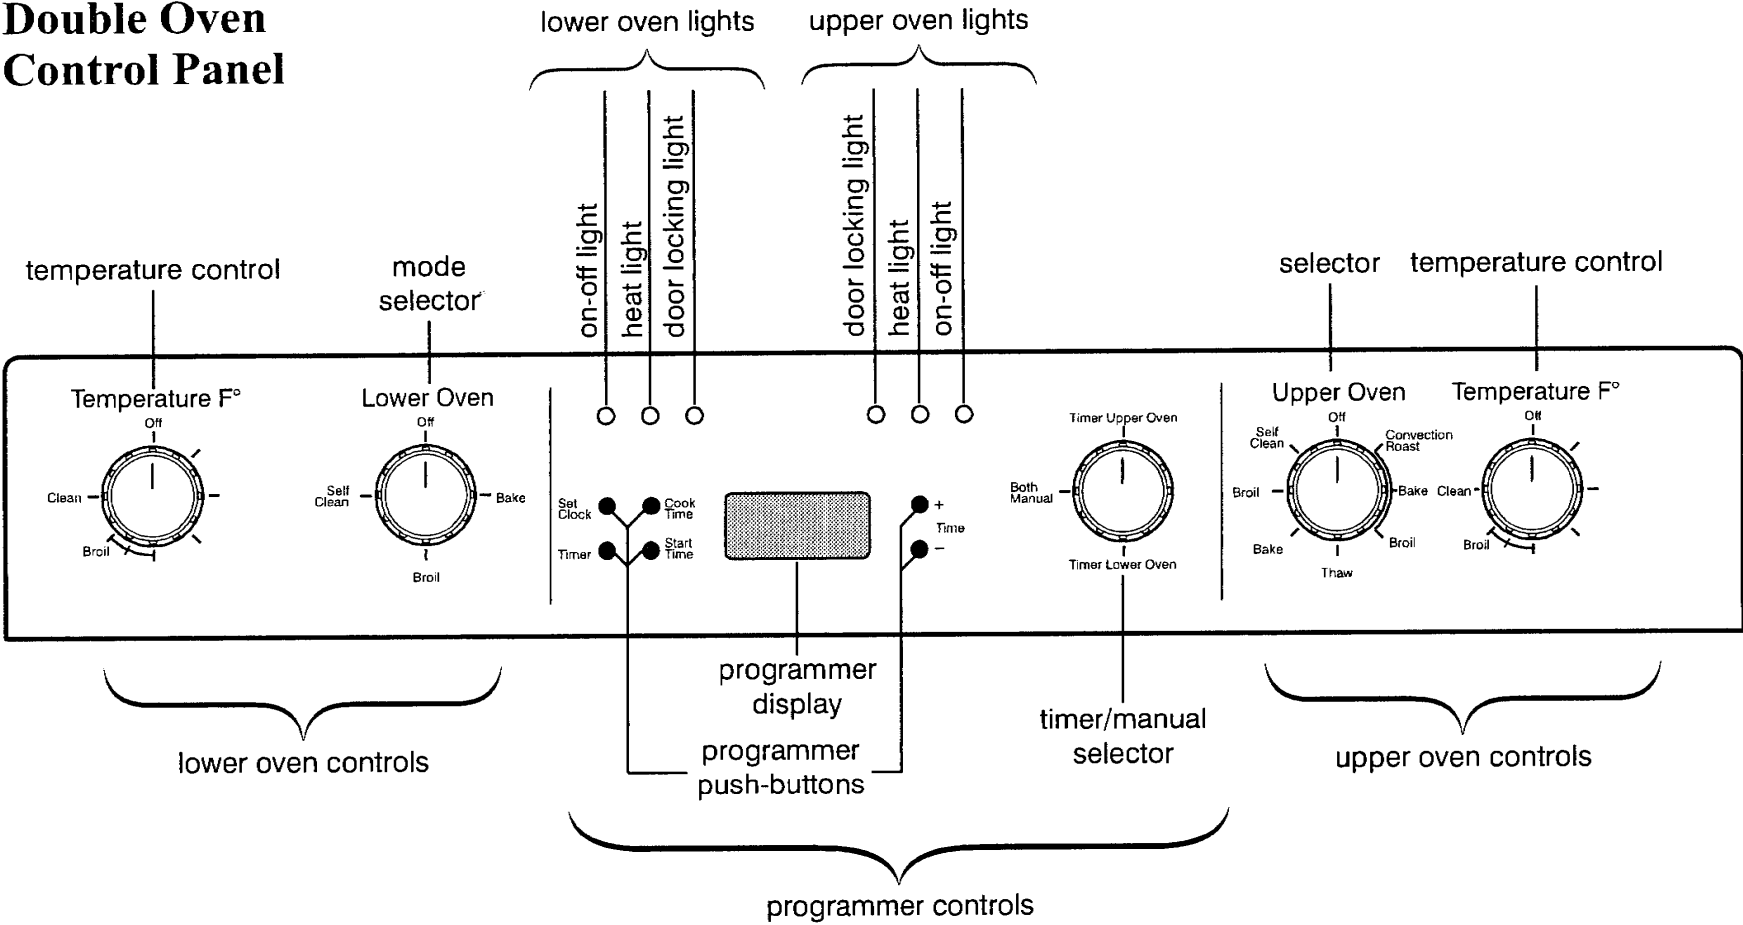 Double Oven
Control Panel
lower oven lights
upper oven lights
on-off light
heat light
door locking light
door locking light
heat light
on-off light
temperature control
mode
selector
selector
temperature control
Temperature F°
Off
Clean
Broil
Lower Oven
Off
Self
Clean
Bake
Broil
Set
Clock
Cook
Time
Timer
Start
Time
+
Time
-
Timer Upper Oven
Both
Manual
Timer Lower Oven
Upper Oven
Off
Self
Clean
Convection
Roast
Broil
Bake
Bake
Broil
Thaw
Temperature F°
Off
Clean
Broil
programmer
display
programmer
push-buttons
timer/manual
selector
lower oven controls
upper oven controls
programmer controls